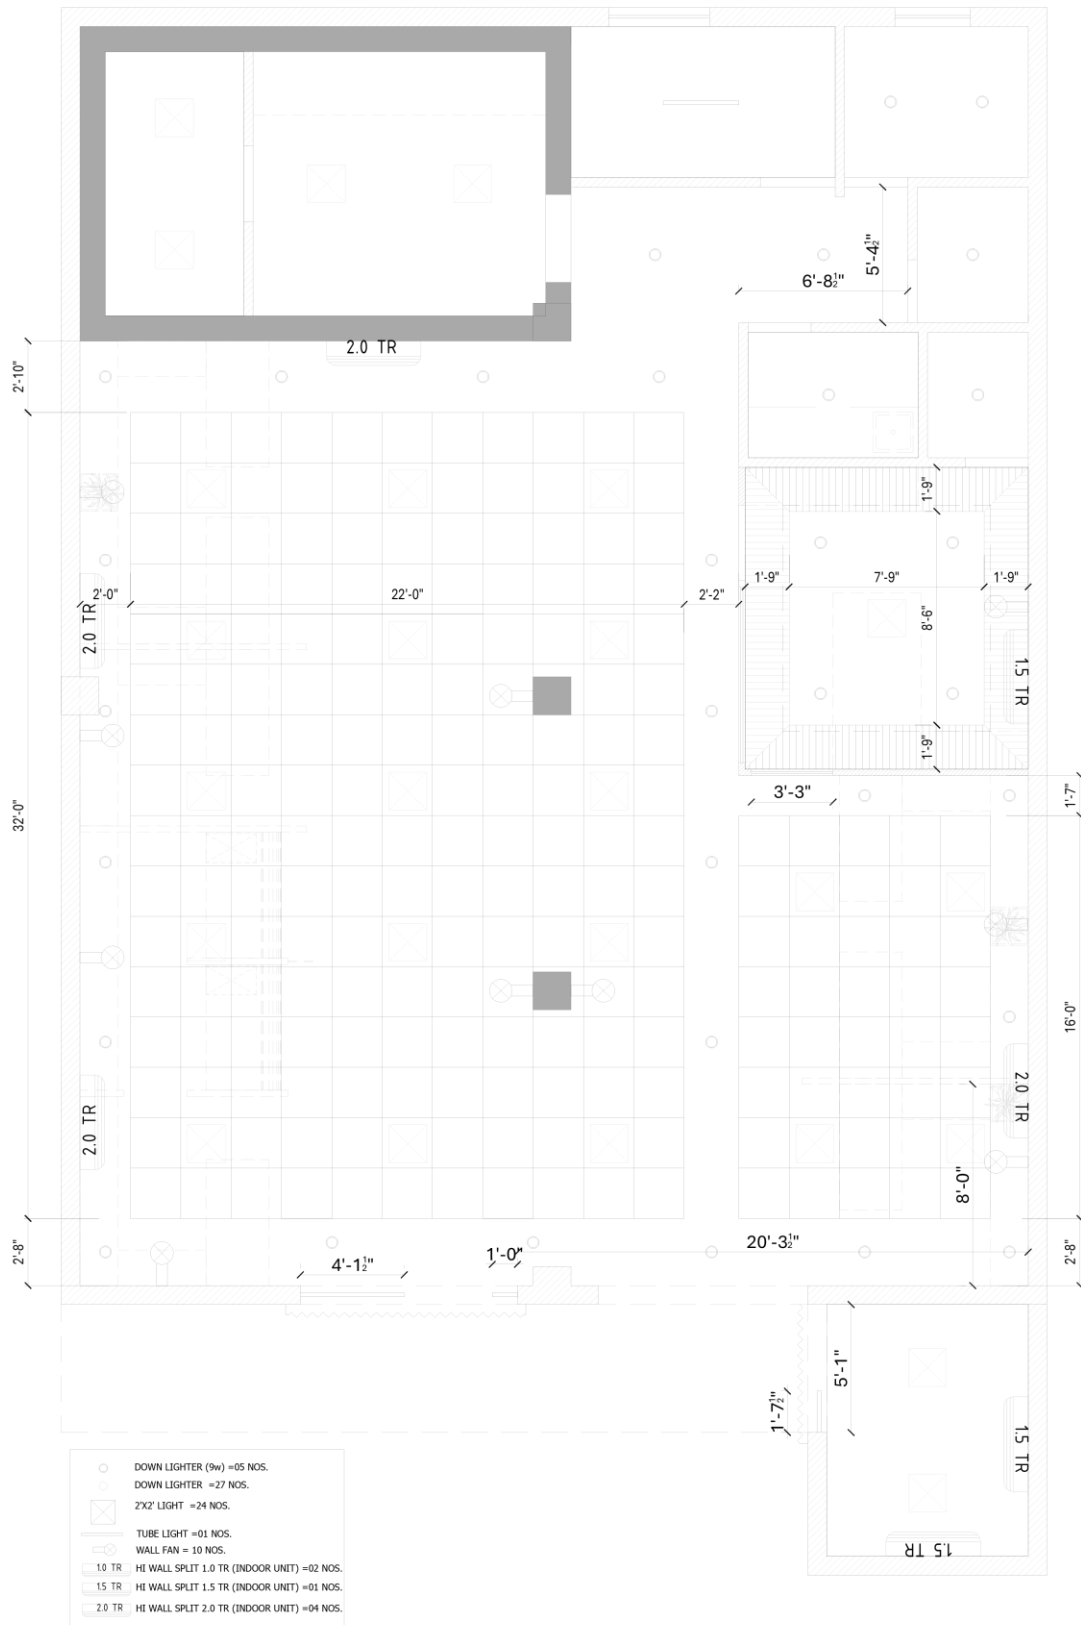 5'-4½"
6'-8½"
2.0 TR
2'-10"
1'-9"
2'-0"
22'-0"
2'-2"
1'-9"
7'-9"
1'-9"
8'-6"
2.0 TR
1.5 TR
1'-9"
3'-3"
1'-7"
32'-0"
16'-0"
2.0 TR
2.0 TR
8'-0"
2'-8"
1'-0"
4'-1½"
20'-3½"
2'-8"
5'-1"
1'-7½"
1.5 TR
1.5 TR
DOWN LIGHTER (9w) =05 NOS.
DOWN LIGHTER =27 NOS.
2'X2' LIGHT =24 NOS.
TUBE LIGHT =01 NOS.
WALL FAN = 10 NOS.
1.0 TR HI WALL SPLIT 1.0 TR (INDOOR UNIT) =02 NOS.
1.5 TR HI WALL SPLIT 1.5 TR (INDOOR UNIT) =01 NOS.
2.0 TR HI WALL SPLIT 2.0 TR (INDOOR UNIT) =04 NOS.